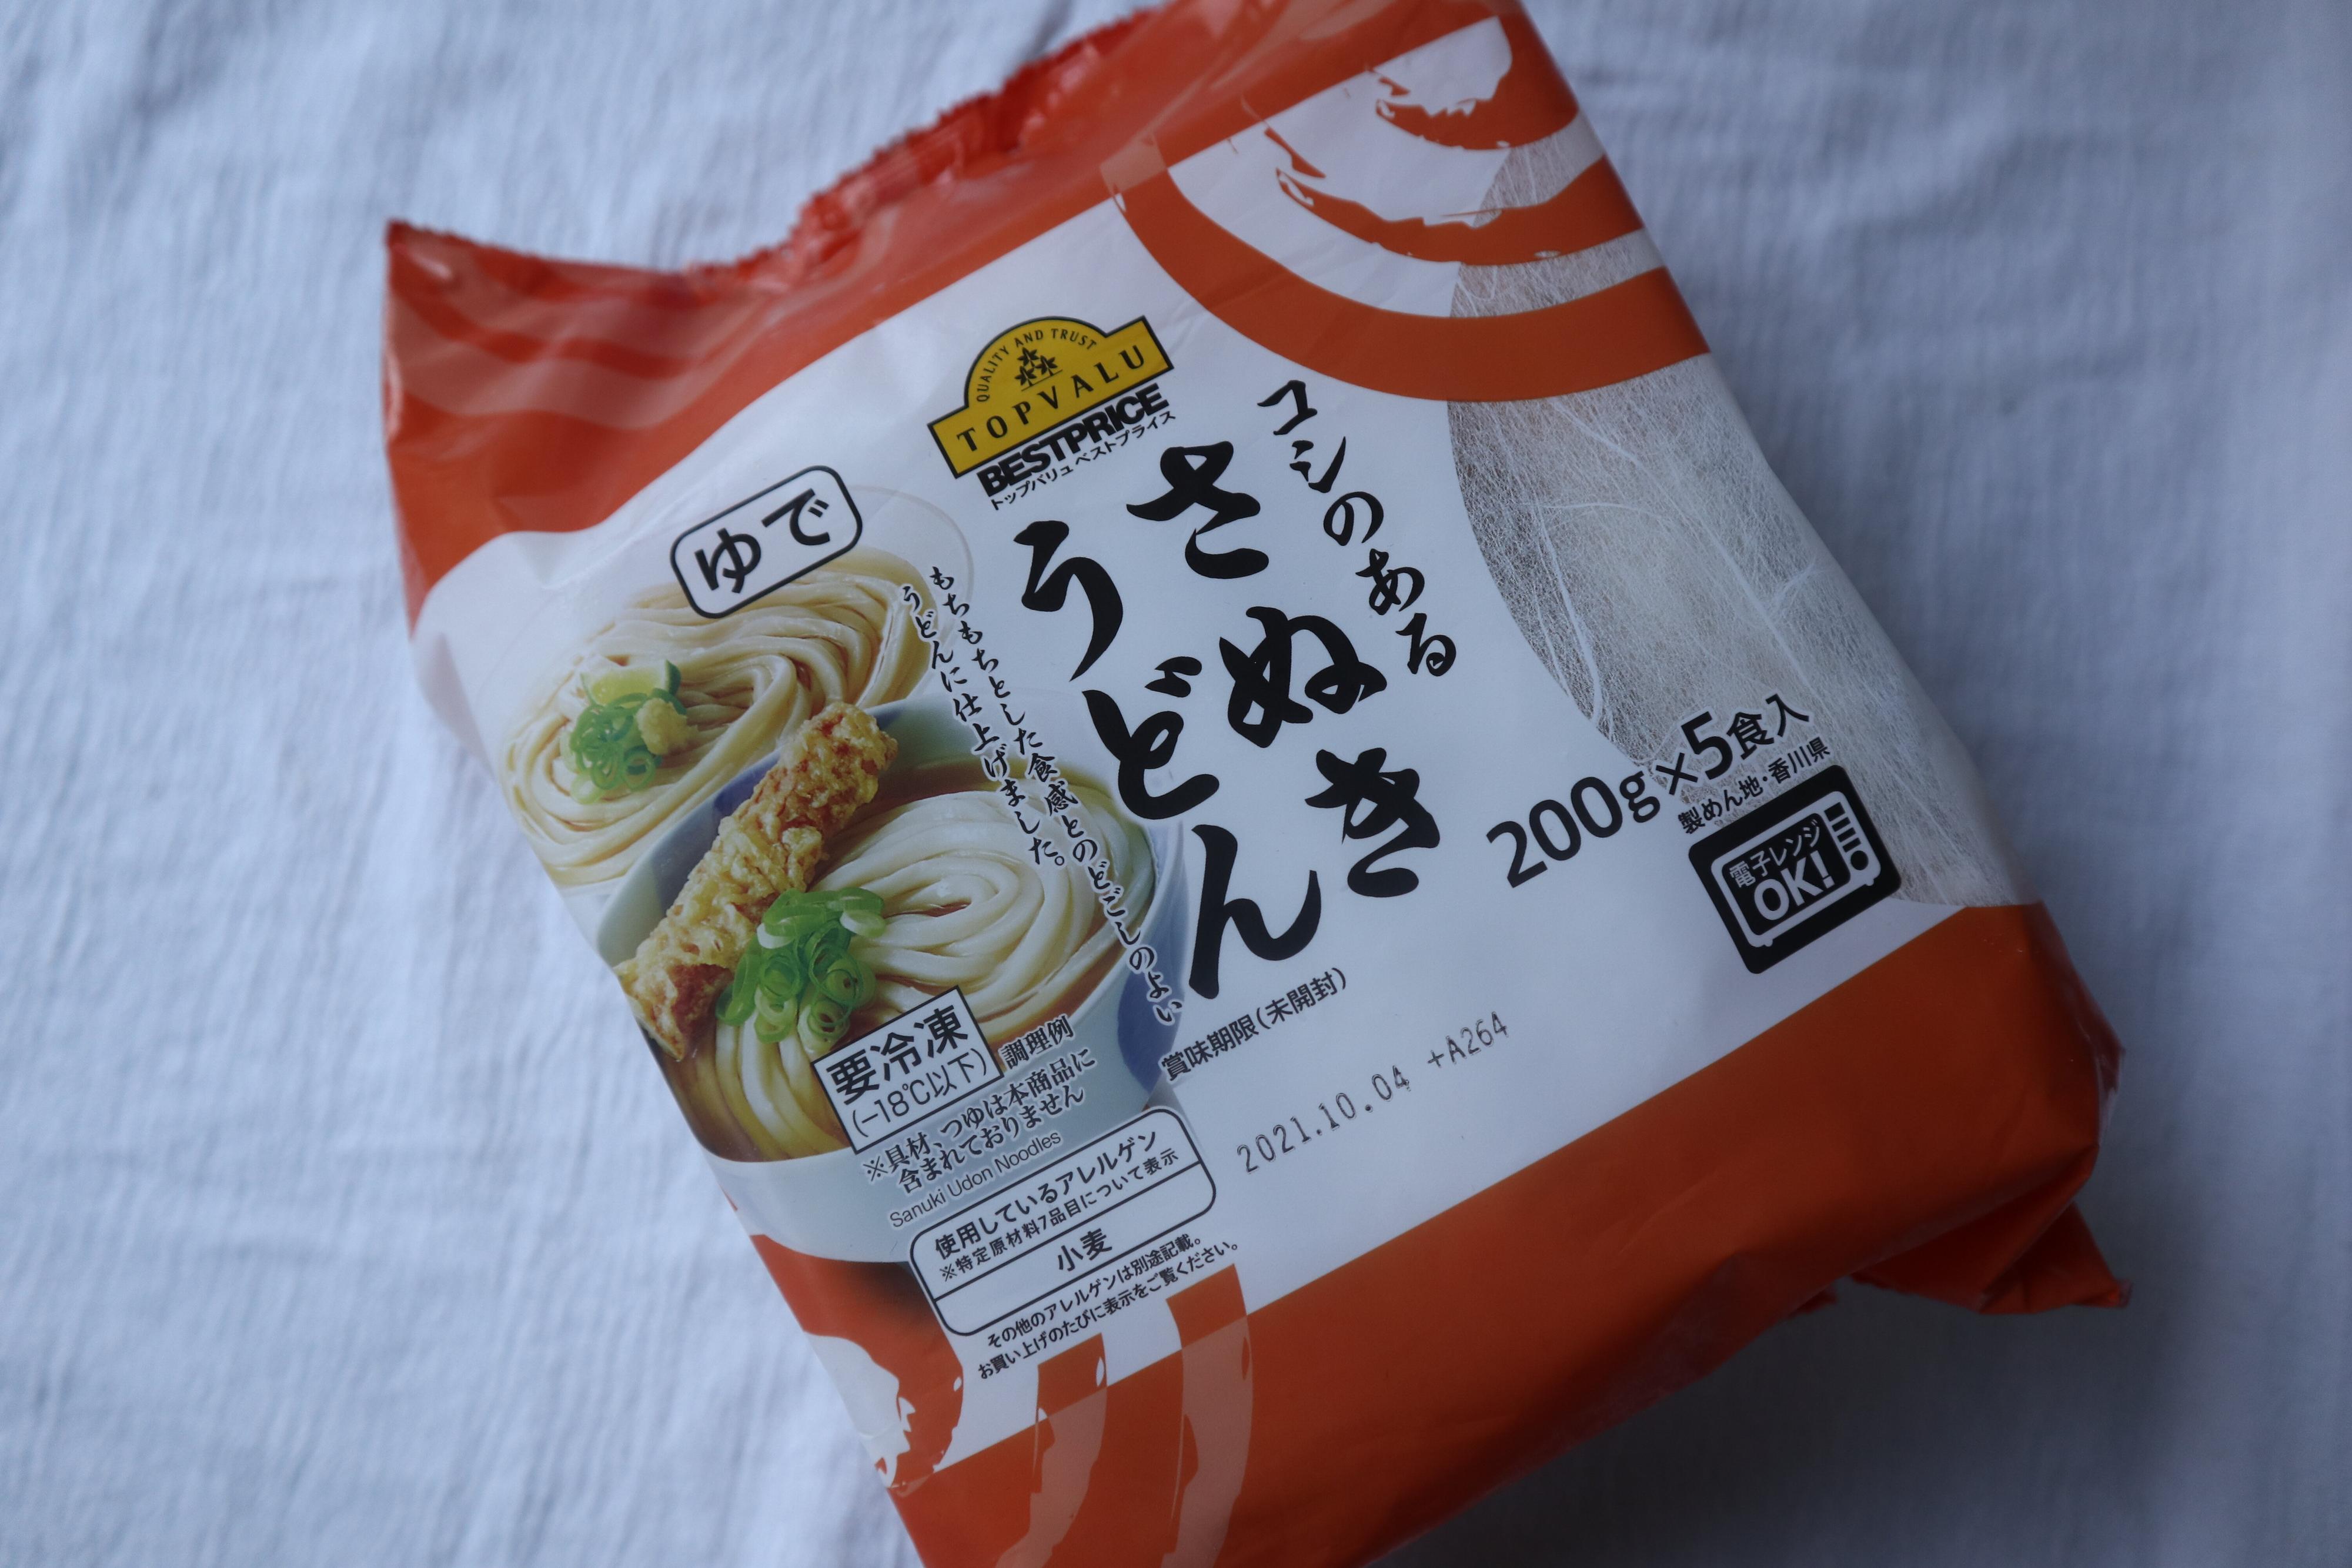 QUALITY AND TRUST
TOPVALU
BESTPRICE
トップバリュベストプライス
コシのある
さぬき
うどん
ゆで
もちもちとした食感とのどごしのよい
うどんに仕上げました。
200g×5食入
製めん地・香川県
電子レンジ
OK!
要冷凍
(-18℃以下)
調理例
※具材、つゆは本商品に
含まれておりません
Sanuki Udon Noodles
賞味期限(未開封)
2021.10.04 +A264
使用しているアレルゲン
※特定原材料7品目について表示
小麦
その他のアレルゲンは別途記載。
お買い上げのたびに表示をご覧ください。